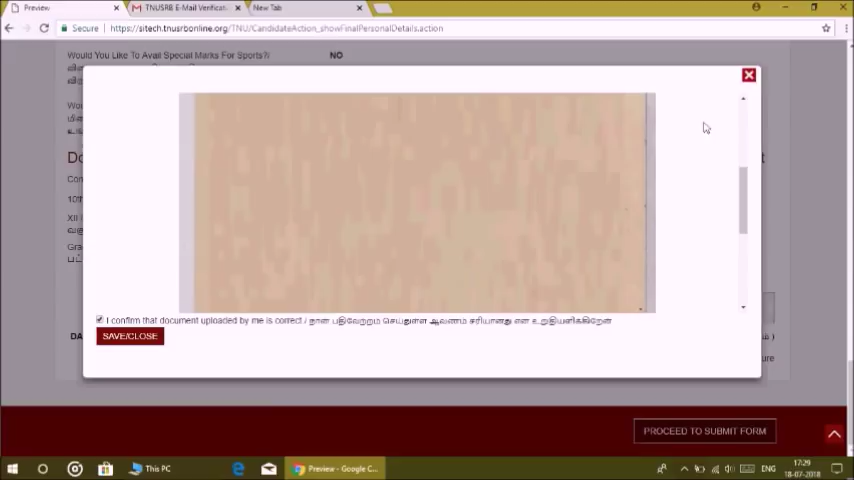 Preview
TNUSRB E-Mail Verificat
New Tab
Secure
https://sitech.tnusrbonline.org/TNU/CandidateAction_showFinalPersonalDetails.action
Would You Like To Avail Special Marks For Sports?/
NO
I confirm that document uploaded by me is correct / நான் பதிவேற்றம் செய்துள்ள ஆவணம் சரியானது என உறுதியளிக்கிறேன்
SAVE/CLOSE
PROCEED TO SUBMIT FORM
This PC
Preview - Google C...
ENG
17:29
18-07-2018